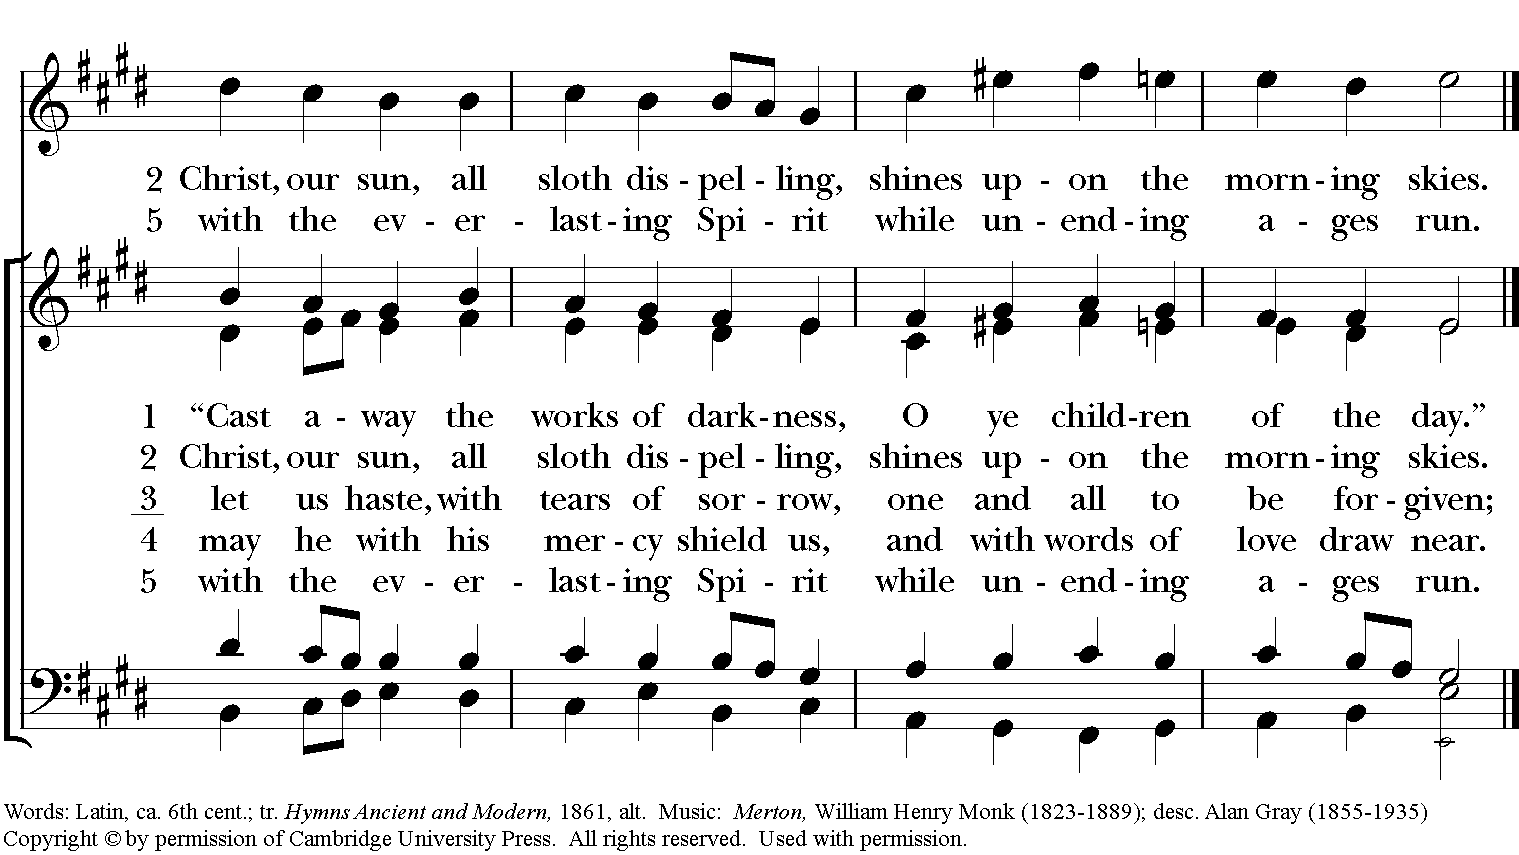 2 Christ, our sun, all sloth dis - pel - ling, shines up - on the morn - ing skies.
5 with the ev - er - last - ing Spi - rit while un - end - ing a - ges run.
1 “Cast a - way the works of dark - ness, O ye child - ren of the day.”
2 Christ, our sun, all sloth dis - pel - ling, shines up - on the morn - ing skies.
3 let us haste, with tears of sor - row, one and all to be for - given;
4 may he with his mer - cy shield us, and with words of love draw near.
5 with the ev - er - last - ing Spi - rit while un - end - ing a - ges run.
Words: Latin, ca. 6th cent.; tr. Hymns Ancient and Modern, 1861, alt. Music: Merton, William Henry Monk (1823-1889); desc. Alan Gray (1855-1935)
Copyright © by permission of Cambridge University Press. All rights reserved. Used with permission.